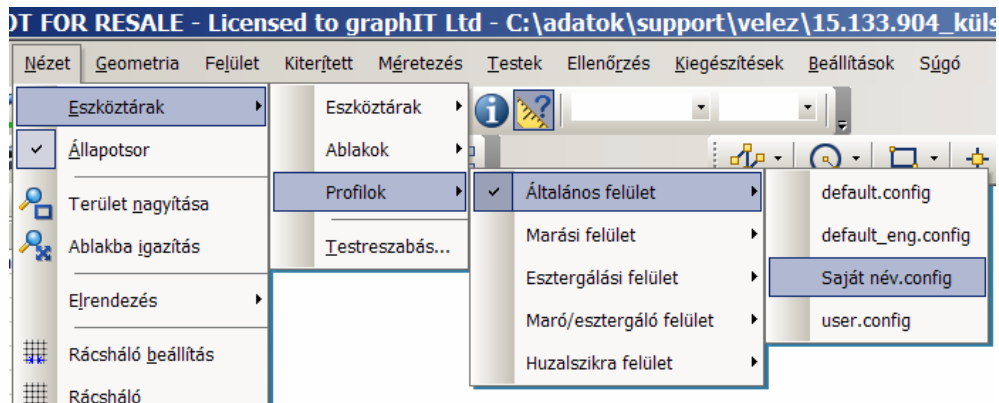 OT FOR RESALE - Licensed to graphIT Ltd - C:\adatok\support\velez\15.133.904_küls
Nézet Geometria Felület Kiterített Méretezés Testek Ellenőrzés Kiegészítések Beállítások Súgó
Eszköztárak
Állapotsor
Terület nagyítása
Ablakba igazítás
Elrendezés
Rácsháló beállítás
Rácsháló
Eszköztárak
Ablakok
Profilok
Testreszabás...
Általános felület
Marási felület
Esztergálási felület
Maró/esztergáló felület
Huzalszikra felület
default.config
default_eng.config
Saját név.config
user.config